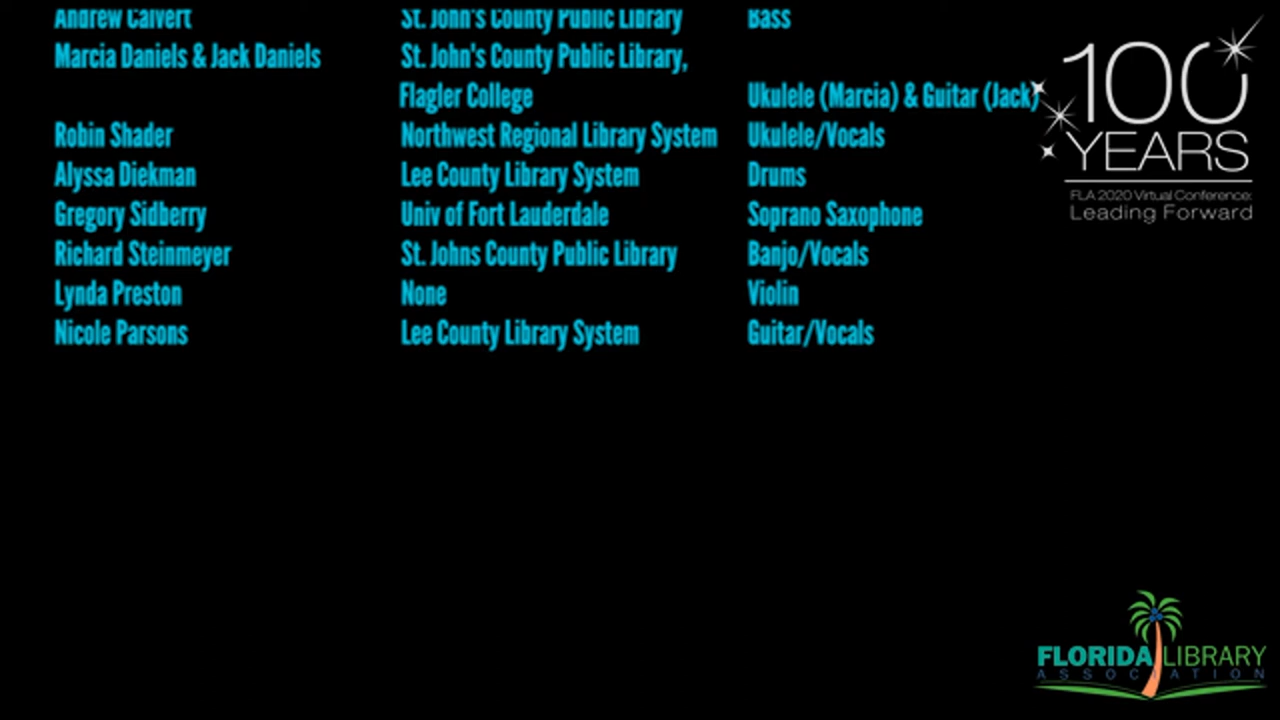 Andrew Calvert St. John's County Public Library Bass
Marcia Daniels & Jack Daniels St. John's County Public Library,
Flagler College Ukulele (Marcia) & Guitar (Jack)
Robin Shader Northwest Regional Library System Ukulele/Vocals
Alyssa Diekman Lee County Library System Drums
Gregory Sidberry Univ of Fort Lauderdale Soprano Saxophone
Richard Steinmeyer St. Johns County Public Library Banjo/Vocals
Lynda Preston None Violin
Nicole Parsons Lee County Library System Guitar/Vocals
100
YEARS
FLA 2020 Virtual Conference:
Leading Forward
FLORIDA LIBRARY
ASSOCIATION